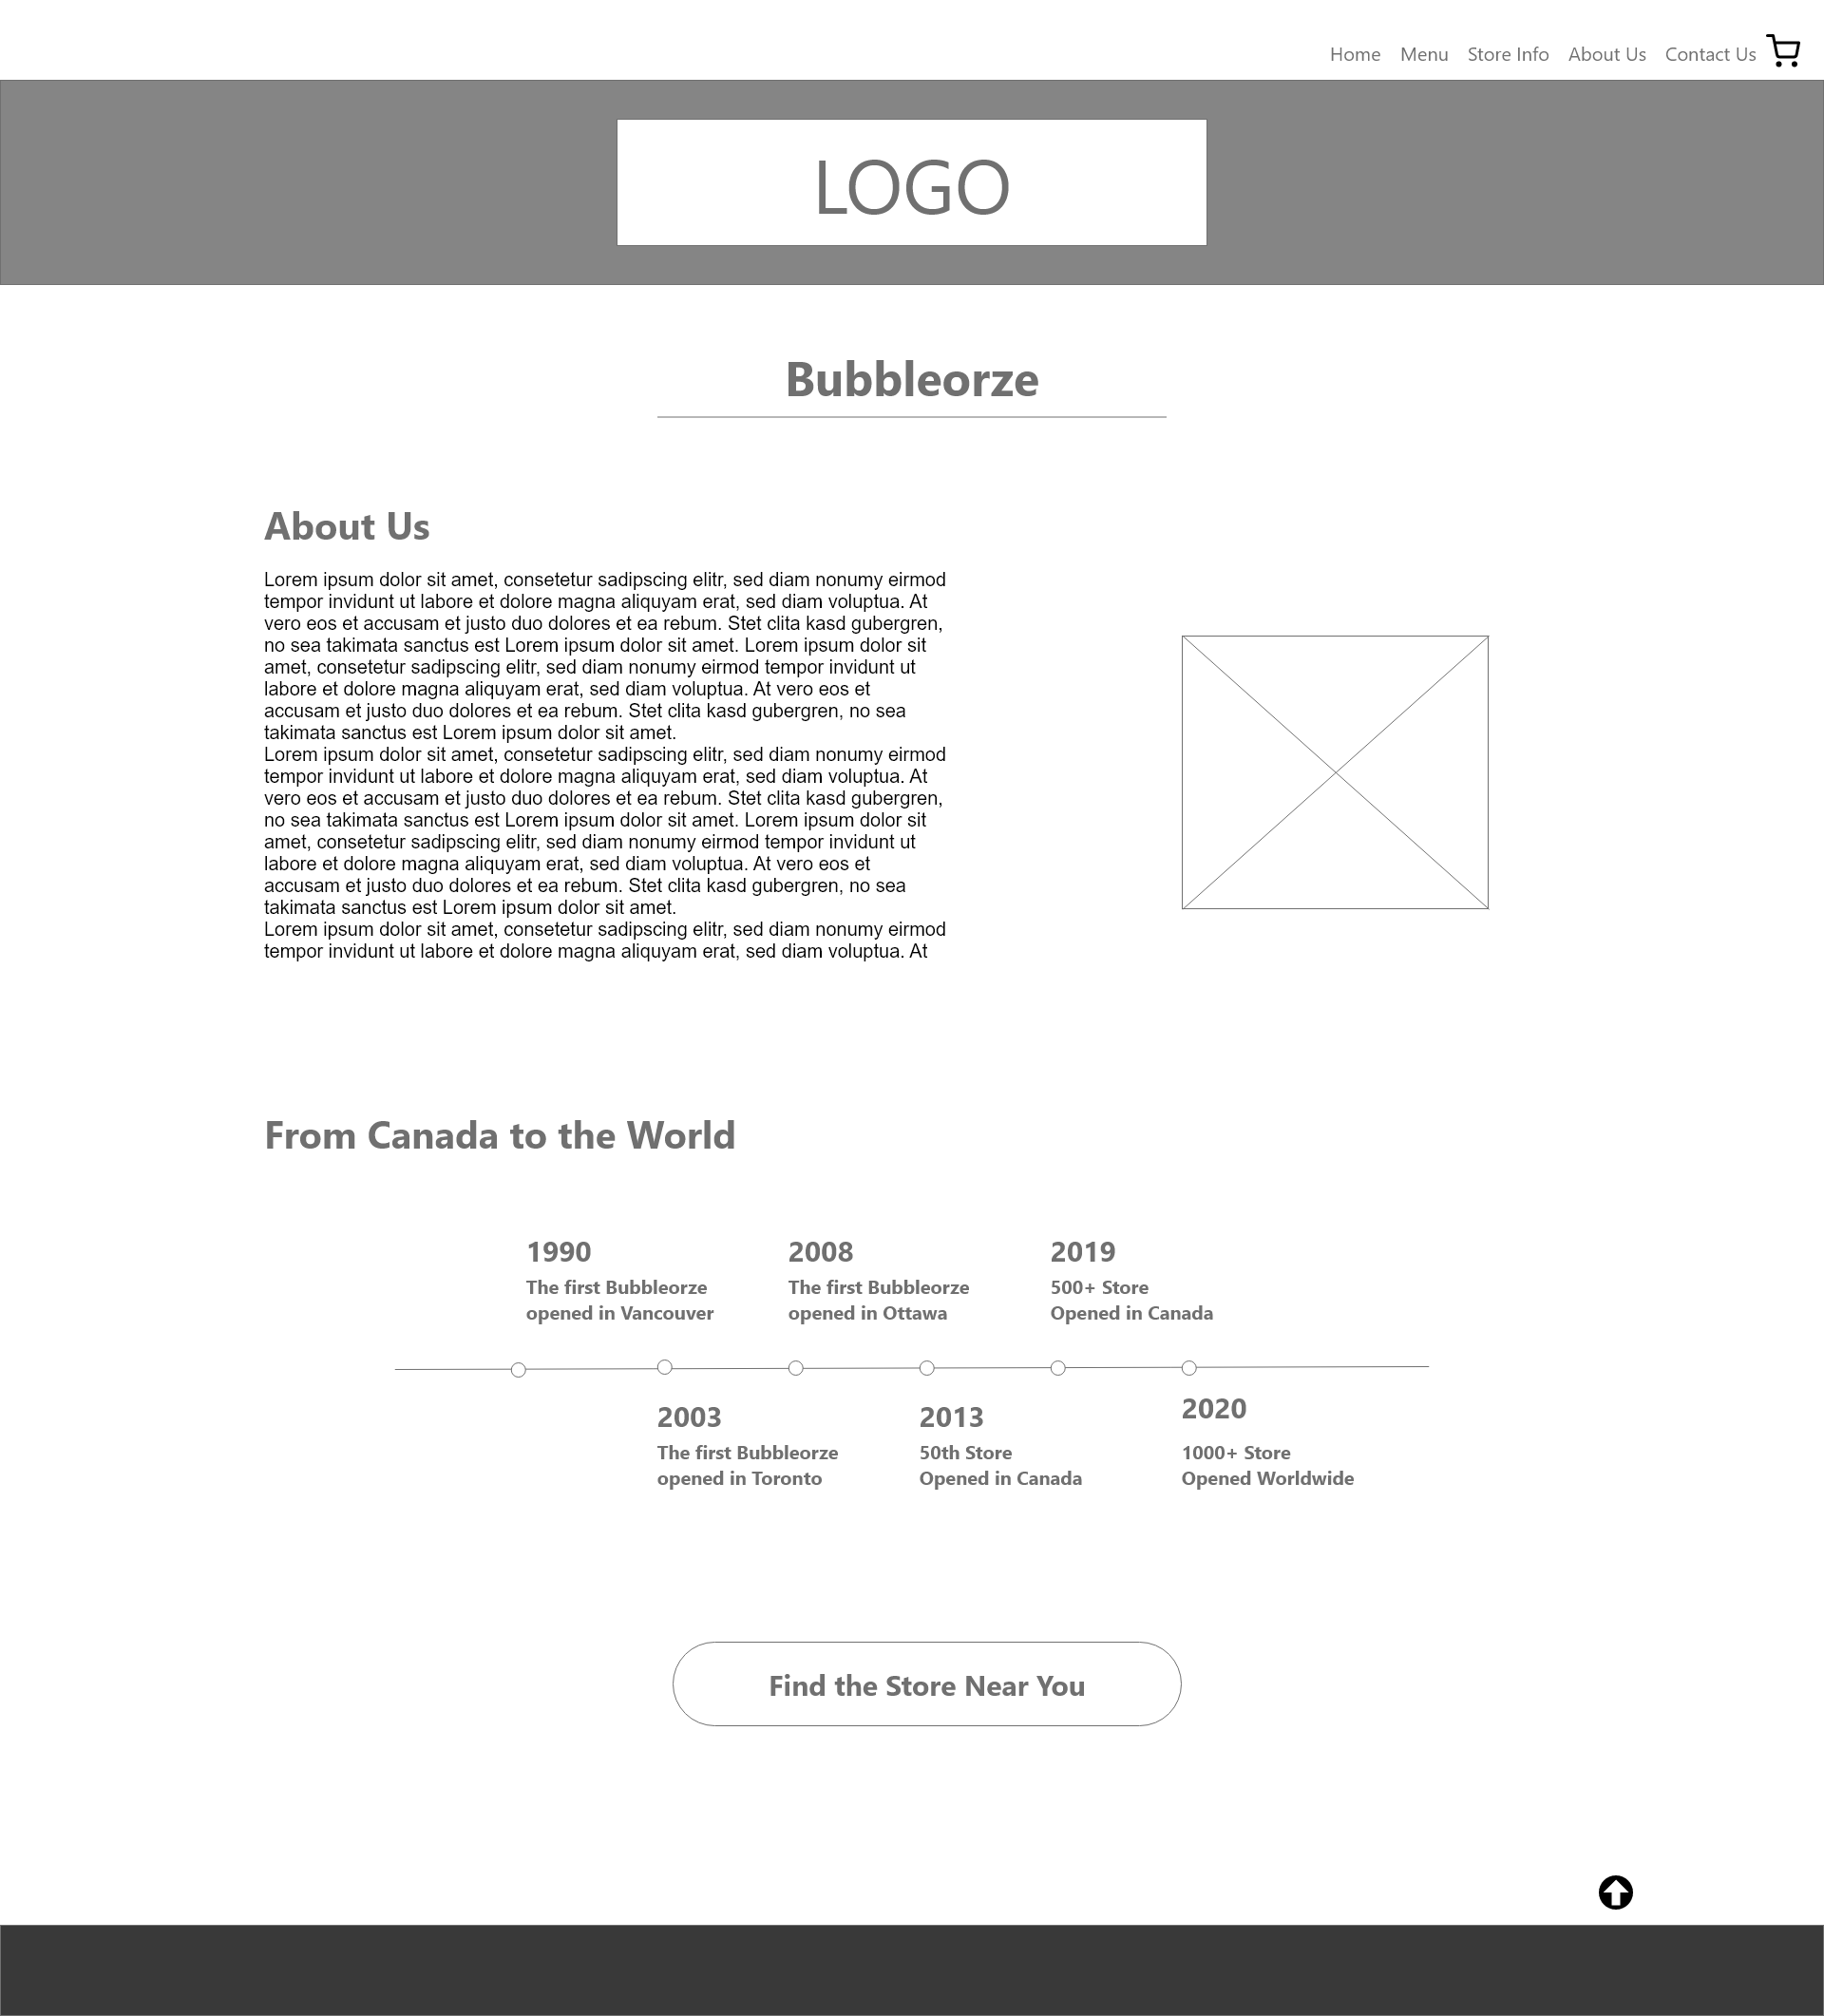 Home Menu Store Info About Us Contact Us
LOGO
Bubbleorze
About Us
Lorem ipsum dolor sit amet, consetetur sadipscing elitr, sed diam nonumy eirmod
tempor invidunt ut labore et dolore magna aliquyam erat, sed diam voluptua. At
vero eos et accusam et justo duo dolores et ea rebum. Stet clita kasd gubergren,
no sea takimata sanctus est Lorem ipsum dolor sit amet. Lorem ipsum dolor sit
amet, consetetur sadipscing elitr, sed diam nonumy eirmod tempor invidunt ut
labore et dolore magna aliquyam erat, sed diam voluptua. At vero eos et
accusam et justo duo dolores et ea rebum. Stet clita kasd gubergren, no sea
takimata sanctus est Lorem ipsum dolor sit amet.
Lorem ipsum dolor sit amet, consetetur sadipscing elitr, sed diam nonumy eirmod
tempor invidunt ut labore et dolore magna aliquyam erat, sed diam voluptua. At
vero eos et accusam et justo duo dolores et ea rebum. Stet clita kasd gubergren,
no sea takimata sanctus est Lorem ipsum dolor sit amet. Lorem ipsum dolor sit
amet, consetetur sadipscing elitr, sed diam nonumy eirmod tempor invidunt ut
labore et dolore magna aliquyam erat, sed diam voluptua. At vero eos et
accusam et justo duo dolores et ea rebum. Stet clita kasd gubergren, no sea
takimata sanctus est Lorem ipsum dolor sit amet.
Lorem ipsum dolor sit amet, consetetur sadipscing elitr, sed diam nonumy eirmod
tempor invidunt ut labore et dolore magna aliquyam erat, sed diam voluptua. At
From Canada to the World
1990
The first Bubbleorze
opened in Vancouver
2008
The first Bubbleorze
opened in Ottawa
2019
500+ Store
Opened in Canada
2003
The first Bubbleorze
opened in Toronto
2013
50th Store
Opened in Canada
2020
1000+ Store
Opened Worldwide
Find the Store Near You